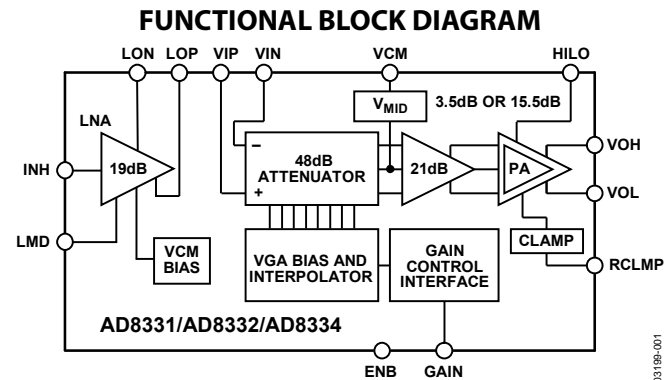 FUNCTIONAL BLOCK DIAGRAM
LON LOP VIP VIN VCM HILO
LNA
VMID
3.5dB OR 15.5dB
INH
19dB
–
+
48dB
ATTENUATOR
21dB
PA
VOH
VOL
LMD
VCM
BIAS
VGA BIAS AND
INTERPOLATOR
GAIN
CONTROL
INTERFACE
CLAMP
RCLMP
AD8331/AD8332/AD8334
ENB GAIN
03199-001